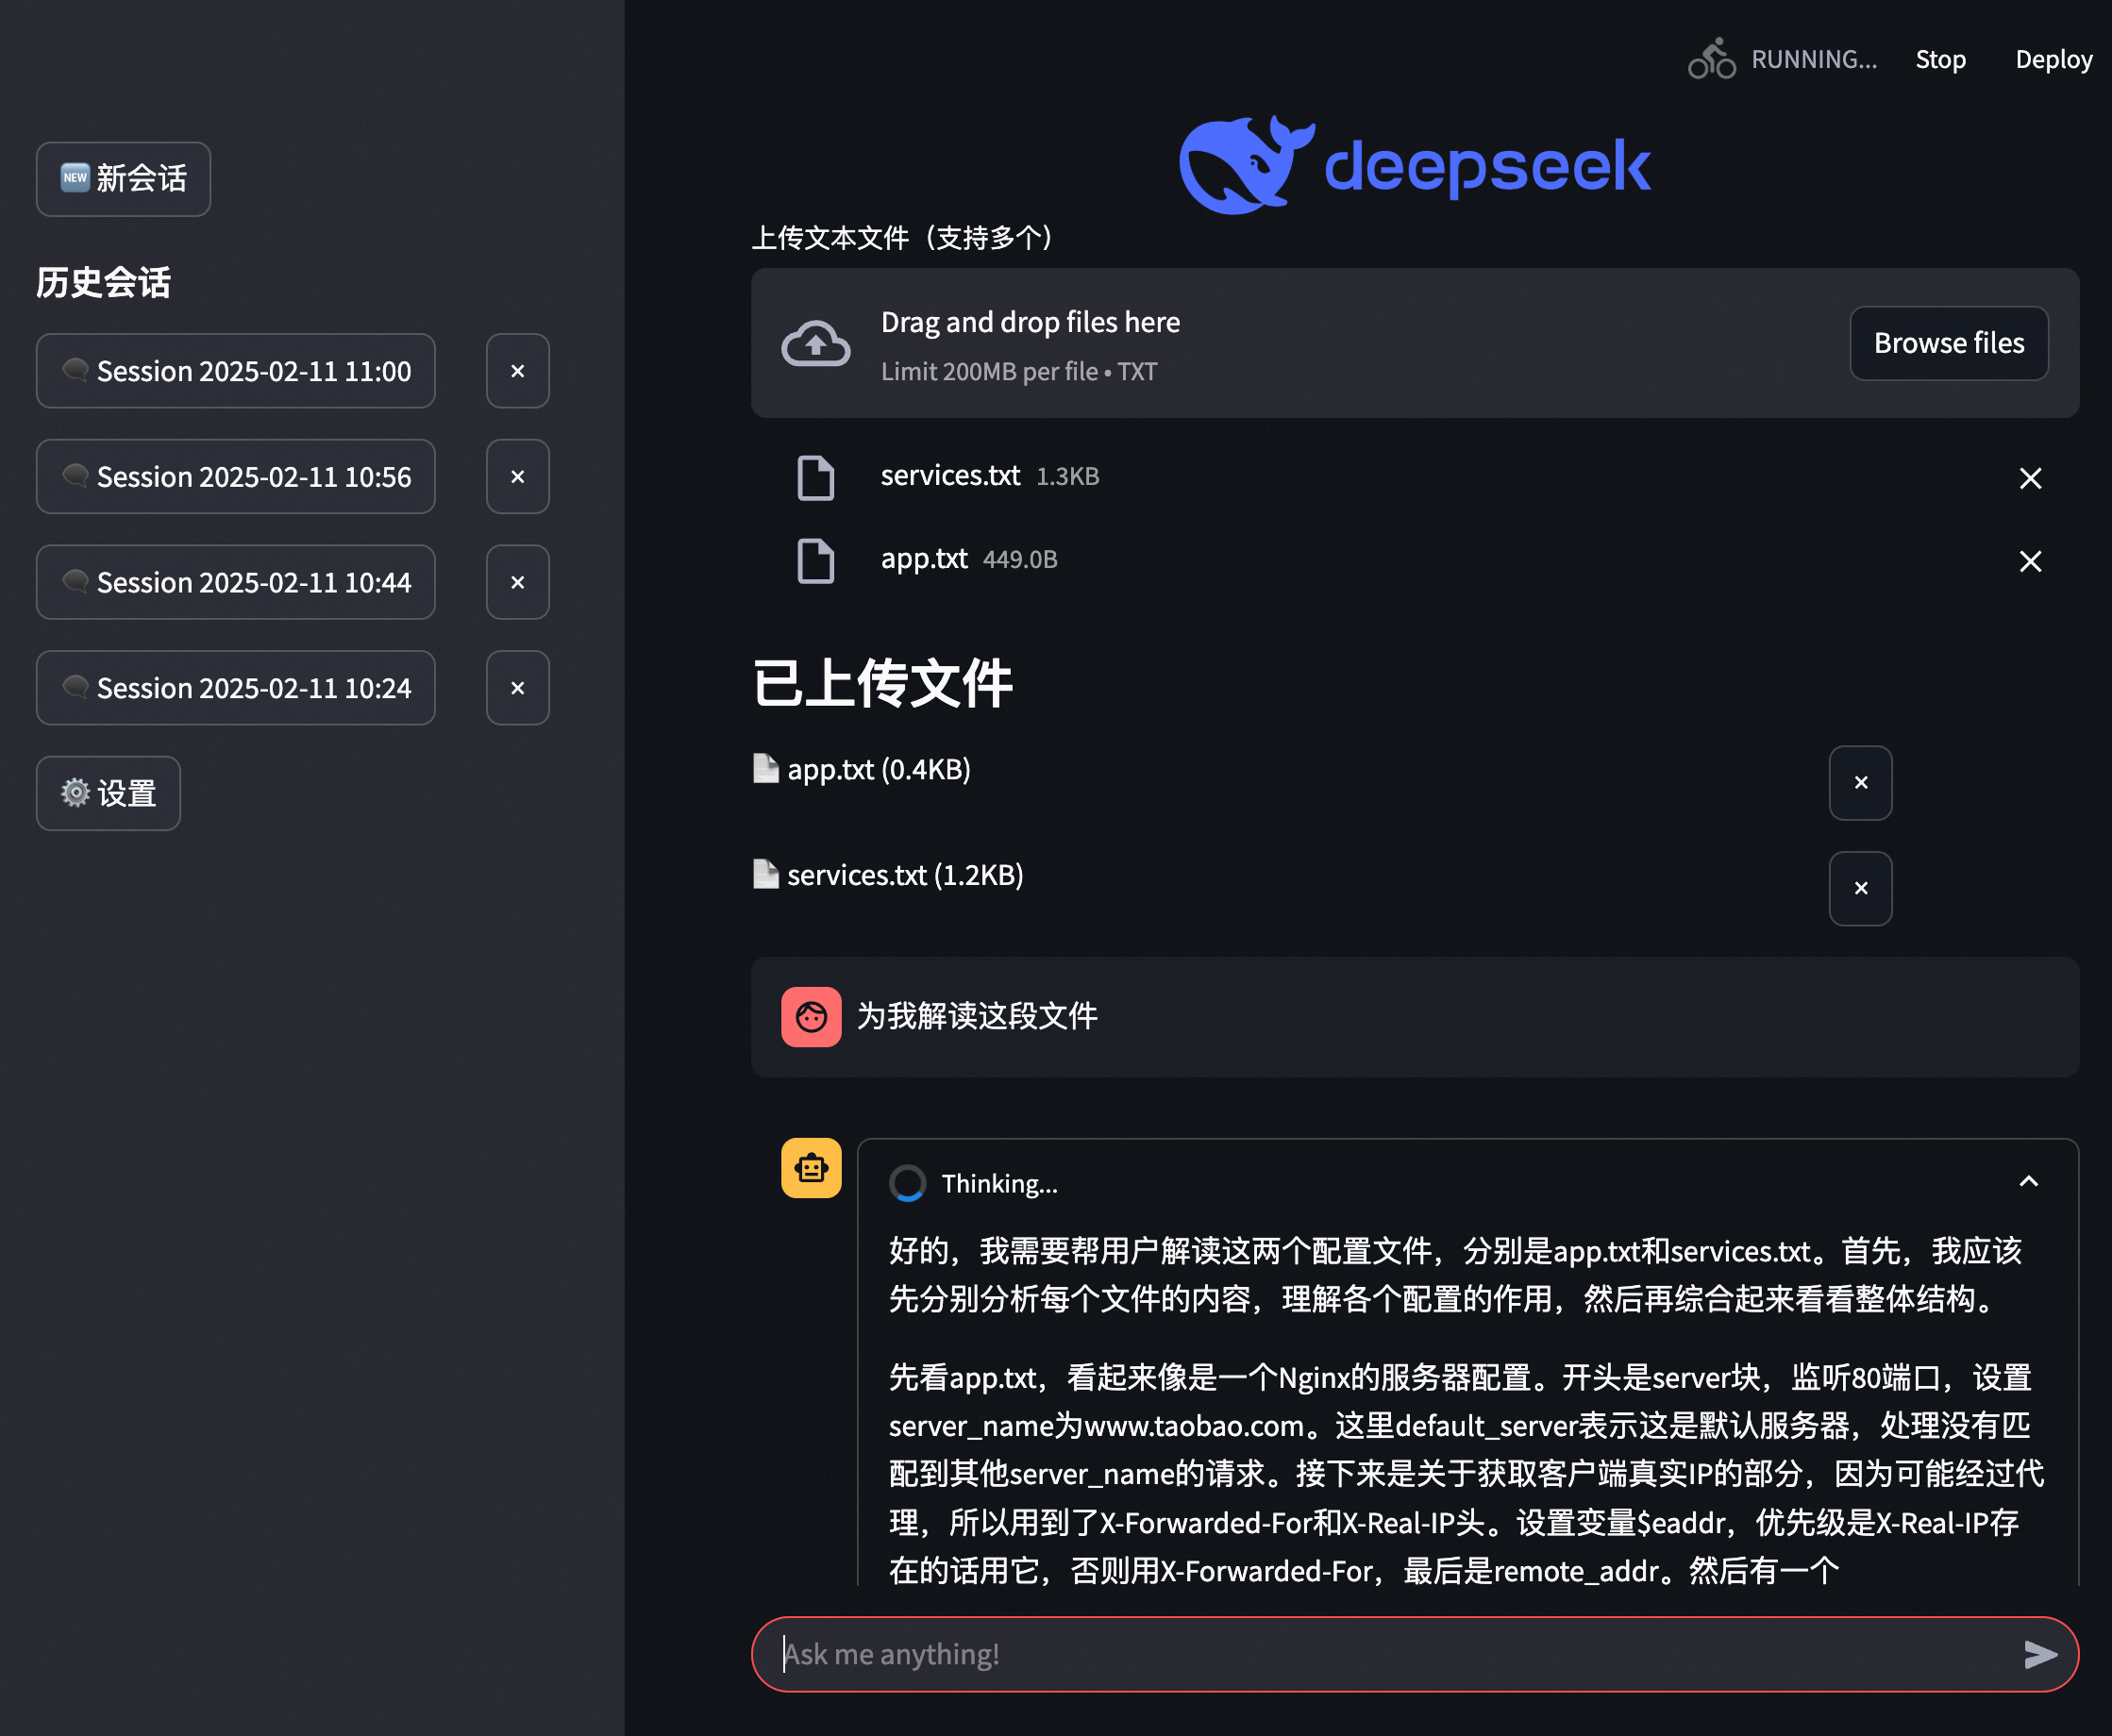 RUNNING...
Stop
Deploy
NEW 新会话
历史会话
Session 2025-02-11 11:00 ×
Session 2025-02-11 10:56 ×
Session 2025-02-11 10:44 ×
Session 2025-02-11 10:24 ×
设置
deepseek
上传文本文件（支持多个）
Drag and drop files here
Limit 200MB per file • TXT
Browse files
services.txt 1.3KB
app.txt 449.0B
已上传文件
app.txt (0.4KB) ×
services.txt (1.2KB) ×
为我解读这段文件
Thinking...
好的，我需要帮用户解读这两个配置文件，分别是app.txt和services.txt。首先，我应该
先分别分析每个文件的内容，理解各个配置的作用，然后再综合起来看看整体结构。
先看app.txt，看起来像是一个Nginx的服务器配置。开头是server块，监听80端口，设置
server_name为www.taobao.com。这里default_server表示这是默认服务器，处理没有匹
配到其他server_name的请求。接下来是关于获取客户端真实IP的部分，因为可能经过代
理，所以用到了X-Forwarded-For和X-Real-IP头。设置变量$eaddr，优先级是X-Real-IP存
在的话用它，否则用X-Forwarded-For，最后是remote_addr。然后有一个
Ask me anything!